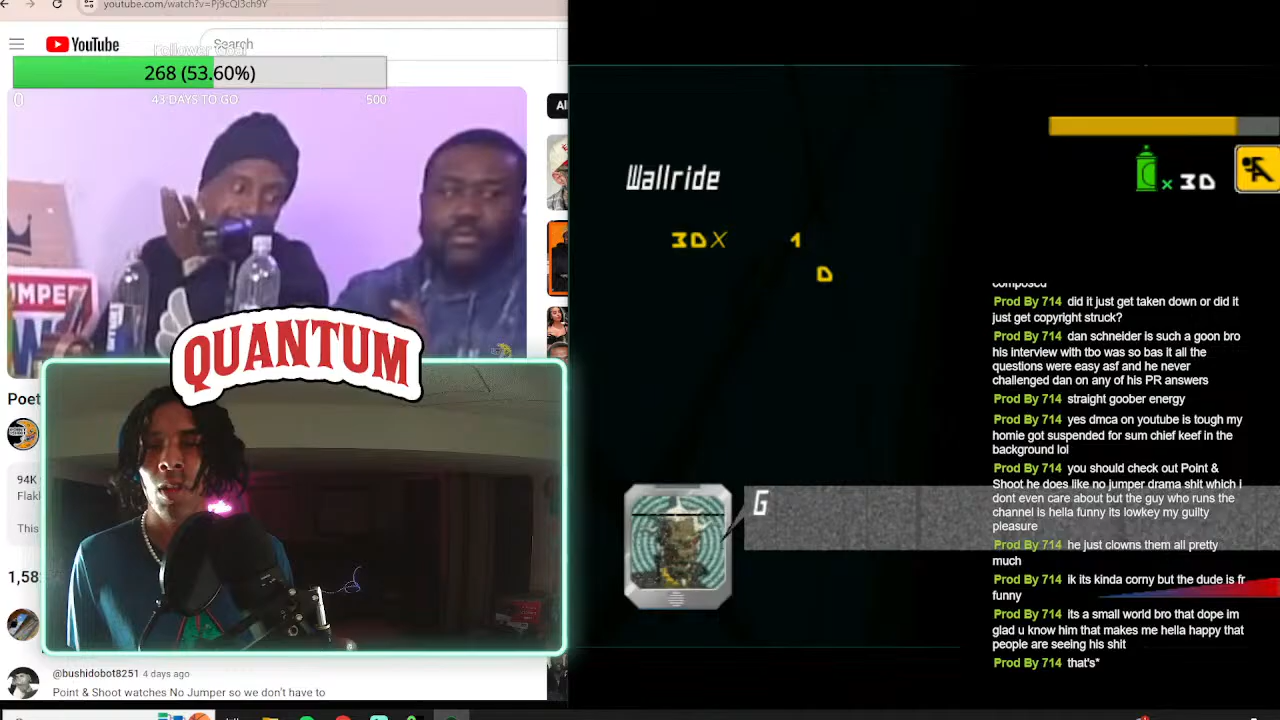 youtube.com/watch?v=Pj9cQI3ch9Y
YouTube
Search
268 (53.60%)
0
43 DAYS TO GO
500
All
UMPER
Poet
94K
Flakk
This
1,58
QUANTUM
@bushidobot8251 4 days ago
Point & Shoot watches No Jumper so we don't have to
Wallride
30X 1
0
x 30
G
composed
Prod By 714 did it just get taken down or did it
just get copyright struck?
Prod By 714 dan schneider is such a goon bro
his interview with tbo was so bas it all the
questions were easy asf and he never
challenged dan on any of his PR answers
Prod By 714 straight goober energy
Prod By 714 yes dmca on youtube is tough my
homie got suspended for sum chief keef in the
background lol
Prod By 714 you should check out Point &
Shoot he does like no jumper drama shit which i
dont even care about but the guy who runs the
channel is hella funny its lowkey my guilty
pleasure
Prod By 714 he just clowns them all pretty
much
Prod By 714 ik its kinda corny but the dude is fr
funny
Prod By 714 its a small world bro that dope im
glad u know him that makes me hella happy that
people are seeing his shit
Prod By 714 that's*